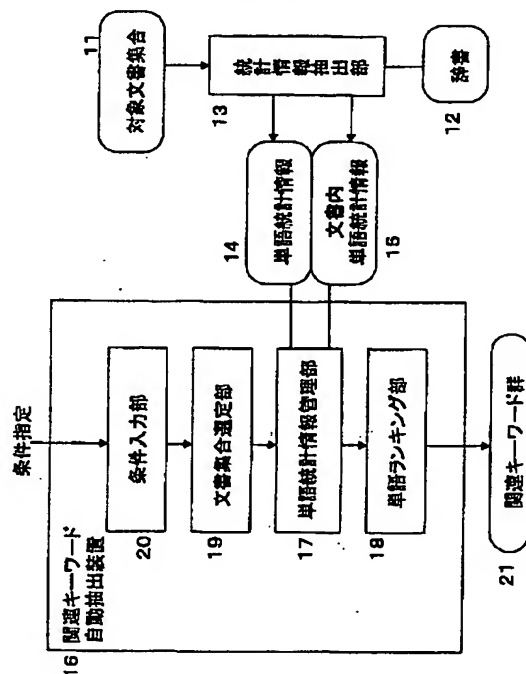 11
対象文書集合
統計情報抽出部
13
辞書
12
14
単語統計情報
文書内
単語統計情報
15
条件指定
16 関連キーワード
自動抽出装置
条件入力部
20
文書集合選定部
19
単語統計情報管理部
17
単語ランキング部
18
関連キーワード群
21